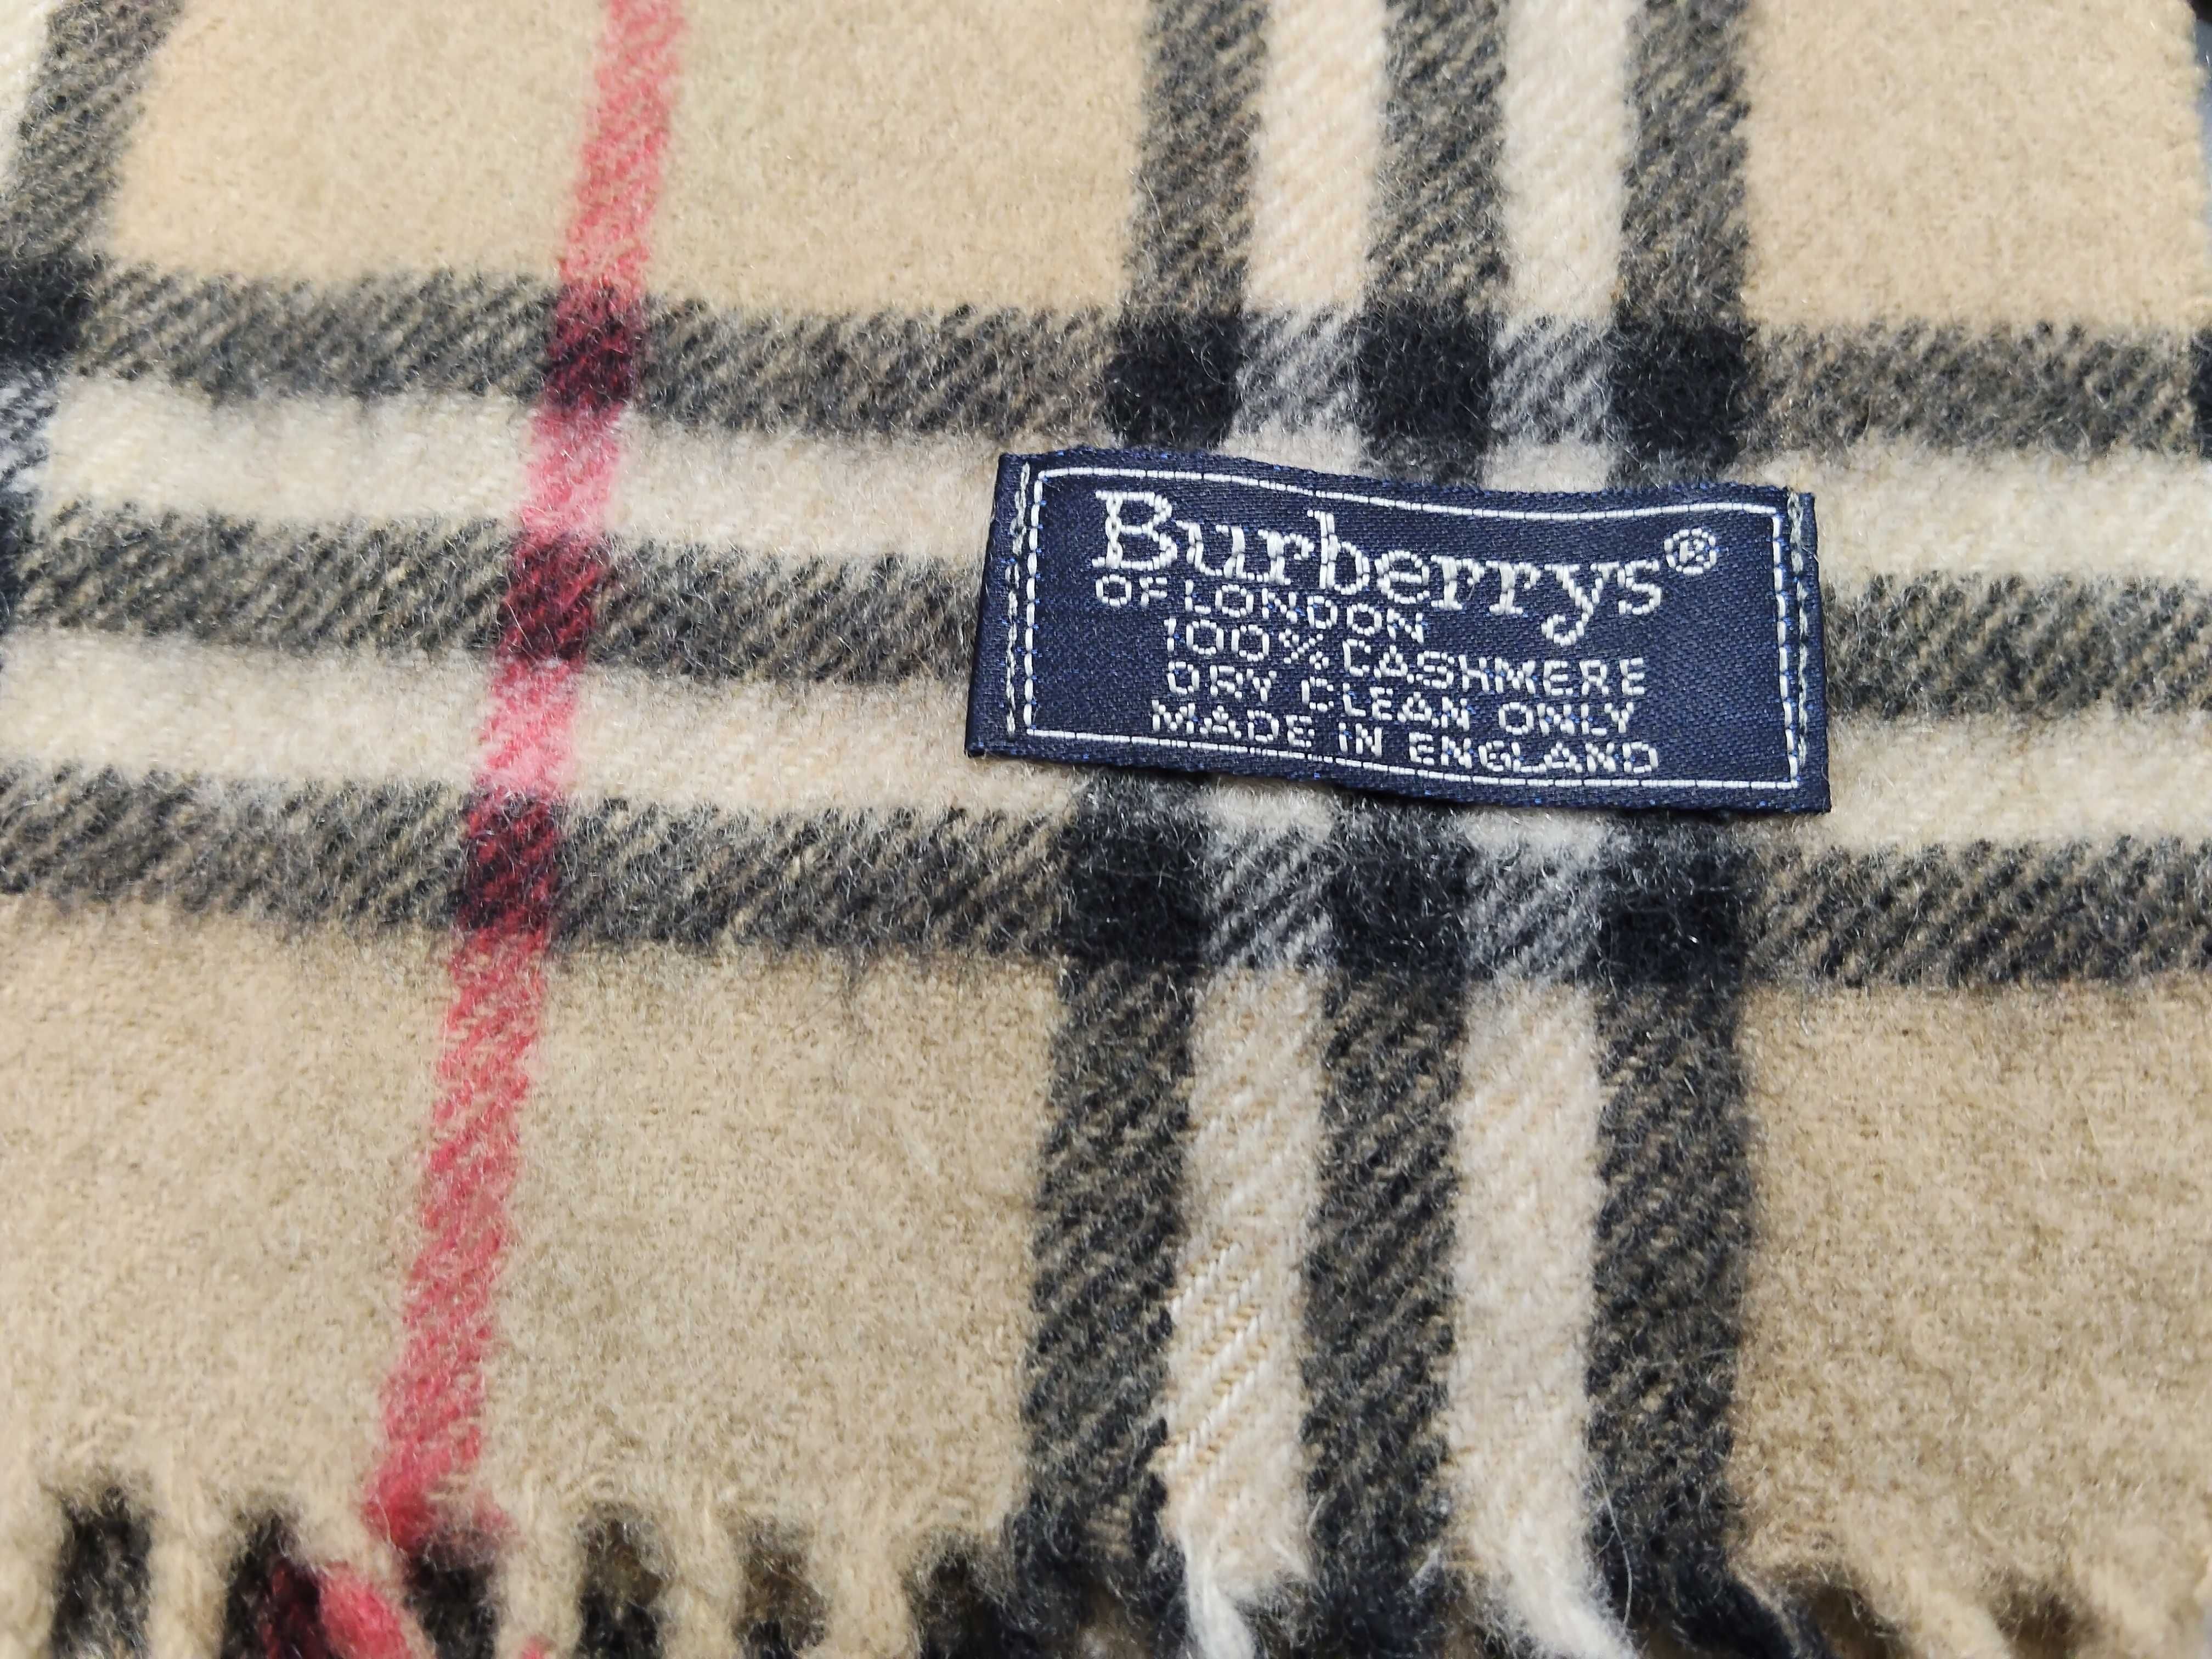 Burberrys®
OF LONDON
100% CASHMERE
DRY CLEAN ONLY
MADE IN ENGLAND